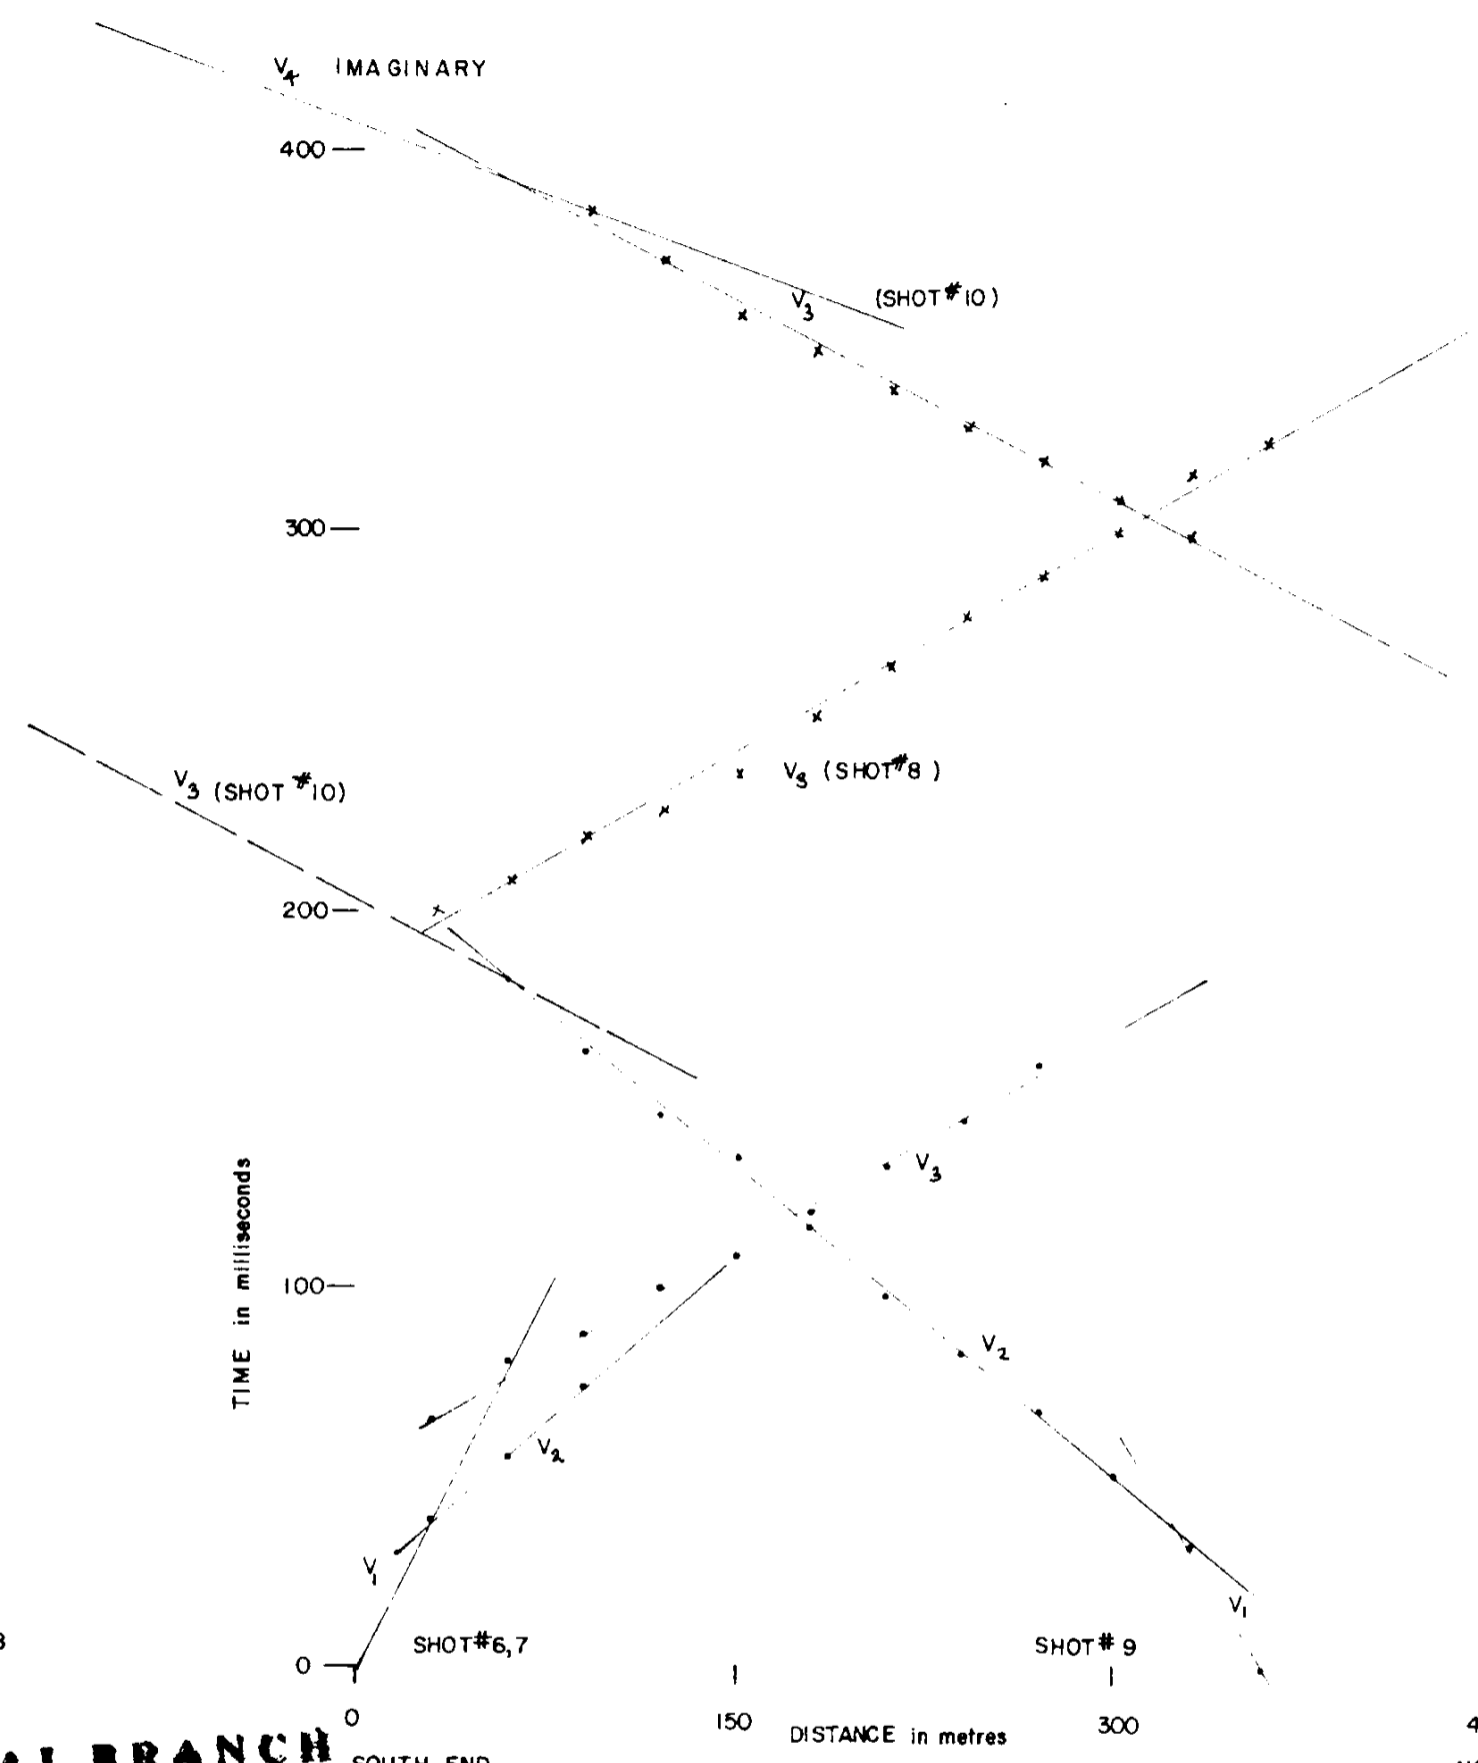 V4 IMAGINARY
400
V3 (SHOT #10)
300
V3 (SHOT #8)
V3 (SHOT #10)
200
V3
TIME in milliseconds
100
V2
V2
V1
V1
SHOT#6,7
SHOT# 9
0
0
150
300
DISTANCE in metres
BRANCH
SOUTH END